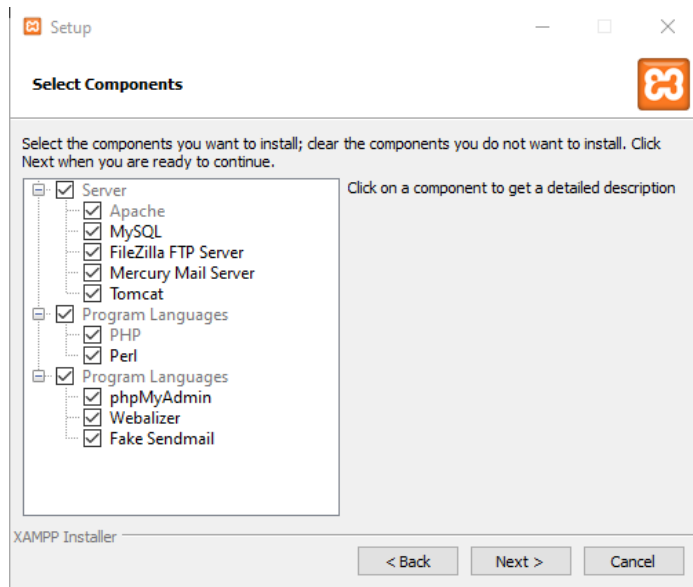 Setup
Select Components
Select the components you want to install; clear the components you do not want to install. Click
Next when you are ready to continue.
Click on a component to get a detailed description
Server
Apache
MySQL
FileZilla FTP Server
Mercury Mail Server
Tomcat
Program Languages
PHP
Perl
Program Languages
phpMyAdmin
Webalizer
Fake Sendmail
XAMPP Installer
< Back
Next >
Cancel